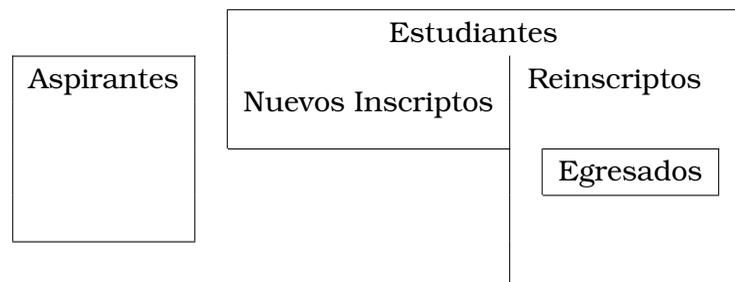 Estudiantes
Aspirantes
Nuevos Inscriptos
Reinscriptos
Egresados